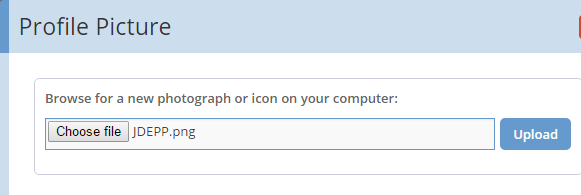 Profile Picture
Browse for a new photograph or icon on your computer:
Choose file JDEPP.png Upload